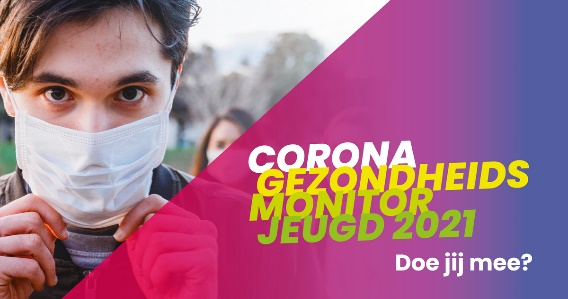 CORONA
GEZONDHEIDS
MONITOR
JEUGD 2021
Doe jij mee?